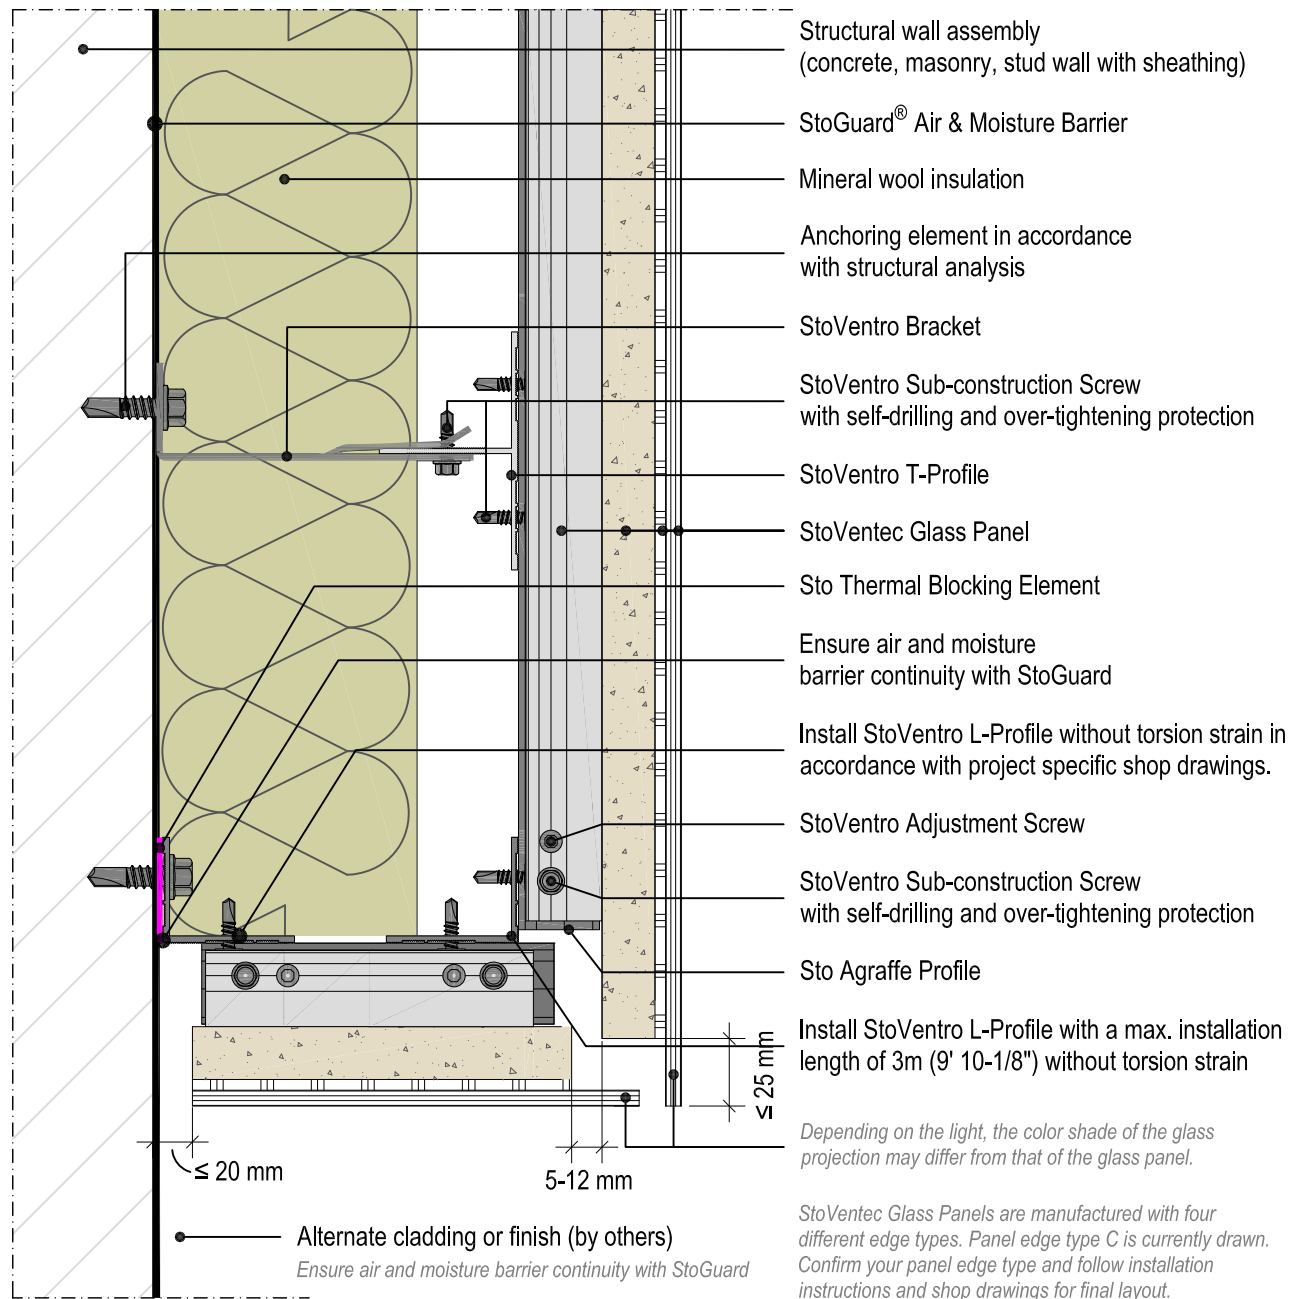 Structural wall assembly
(concrete, masonry, stud wall with sheathing)
StoGuard® Air & Moisture Barrier
Mineral wool insulation
Anchoring element in accordance
with structural analysis
StoVentro Bracket
StoVentro Sub-construction Screw
with self-drilling and over-tightening protection
StoVentro T-Profile
StoVentec Glass Panel
Sto Thermal Blocking Element
Ensure air and moisture
barrier continuity with StoGuard
Install StoVentro L-Profile without torsion strain in
accordance with project specific shop drawings.
StoVentro Adjustment Screw
StoVentro Sub-construction Screw
with self-drilling and over-tightening protection
Sto Agraffe Profile
Install StoVentro L-Profile with a max. installation
length of 3m (9' 10-1/8") without torsion strain
≤ 25 mm
Depending on the light, the color shade of the glass
projection may differ from that of the glass panel.
≤ 20 mm
5-12 mm
StoVentec Glass Panels are manufactured with four
different edge types. Panel edge type C is currently drawn.
Confirm your panel edge type and follow installation
instructions and shop drawings for final layout.
Alternate cladding or finish (by others)
Ensure air and moisture barrier continuity with StoGuard